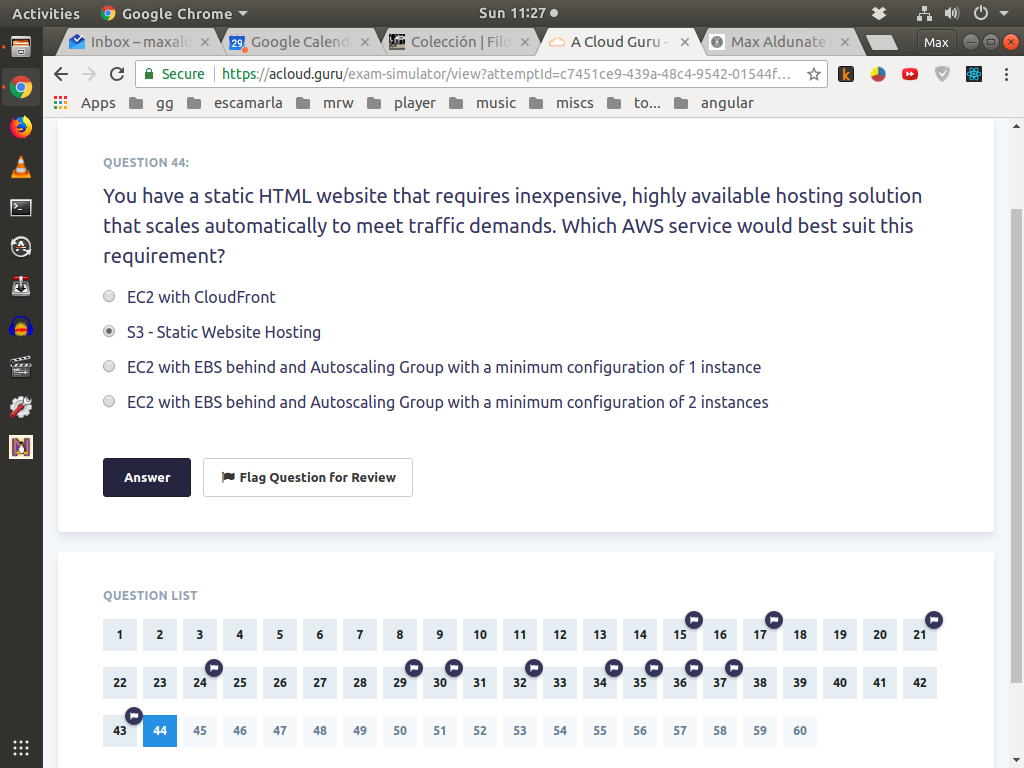 Activities Google Chrome Sun 11:27
Inbox – maxald Google Calend Colección | Filo A Cloud Guru - Max Aldunate Max
Secure https://acloud.guru/exam-simulator/view?attemptId=c7451ce9-439a-48c4-9542-01544f...
Apps gg escamarla mrw player music miscs to... angular
QUESTION 44:
You have a static HTML website that requires inexpensive, highly available hosting solution
that scales automatically to meet traffic demands. Which AWS service would best suit this
requirement?
EC2 with CloudFront
S3 - Static Website Hosting
EC2 with EBS behind and Autoscaling Group with a minimum configuration of 1 instance
EC2 with EBS behind and Autoscaling Group with a minimum configuration of 2 instances
Answer Flag Question for Review
QUESTION LIST
1 2 3 4 5 6 7 8 9 10 11 12 13 14 15 16 17 18 19 20 21
22 23 24 25 26 27 28 29 30 31 32 33 34 35 36 37 38 39 40 41 42
43 44 45 46 47 48 49 50 51 52 53 54 55 56 57 58 59 60